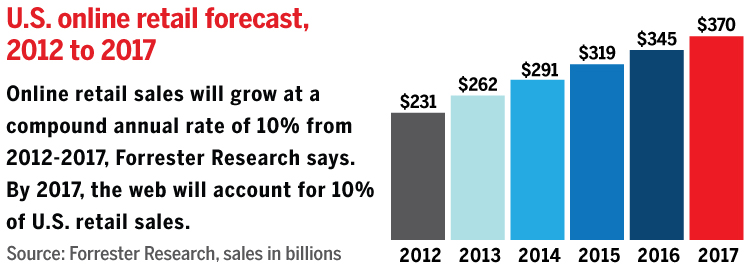 U.S. online retail forecast,
2012 to 2017
Online retail sales will grow at a
compound annual rate of 10% from
2012-2017, Forrester Research says.
By 2017, the web will account for 10%
of U.S. retail sales.
Source: Forrester Research, sales in billions
$231
$262
$291
$319
$345
$370
2012 2013 2014 2015 2016 2017